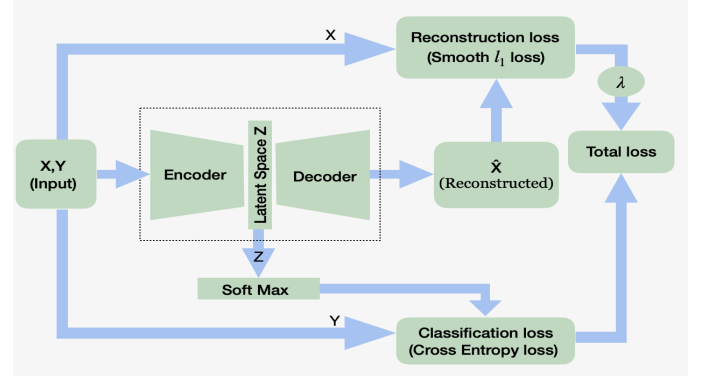 X
Reconstruction loss
(Smooth l₁ loss)
λ
X,Y
(Input)
Encoder
Latent Space Z
Decoder
X̂
(Reconstructed)
Total loss
Z
Soft Max
Y
Classification loss
(Cross Entropy loss)